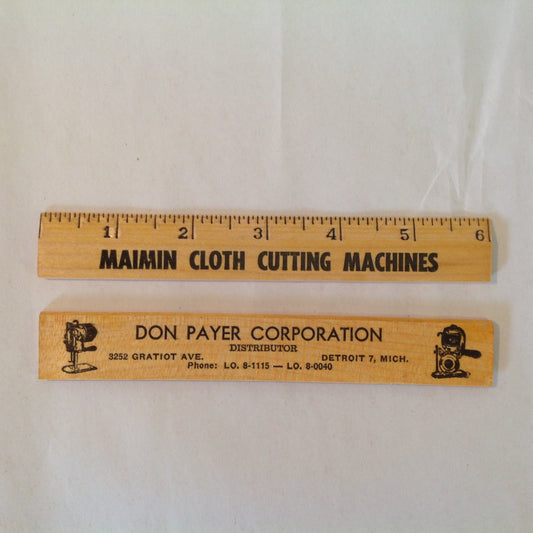 1 2 3 4 5 6
MAIMIN CLOTH CUTTING MACHINES
DON PAYER CORPORATION
DISTRIBUTOR
3252 GRATIOT AVE. DETROIT 7, MICH.
Phone: LO. 8-1115 — LO. 8-0040